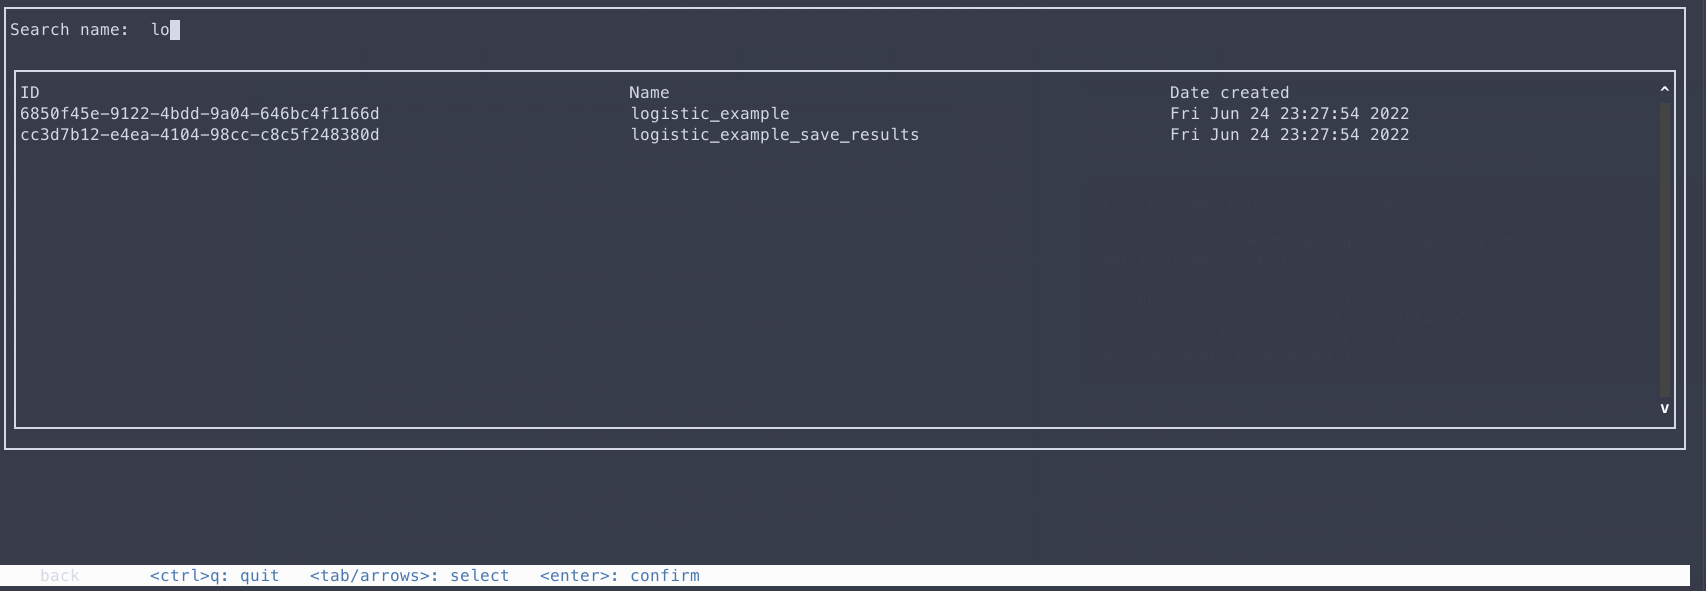 Search name: lo
ID Name Date created ^
6850f45e-9122-4bdd-9a04-646bc4f1166d logistic_example Fri Jun 24 23:27:54 2022
cc3d7b12-e4ea-4104-98cc-c8c5f248380d logistic_example_save_results Fri Jun 24 23:27:54 2022
v
back <ctrl>q: quit <tab/arrows>: select <enter>: confirm